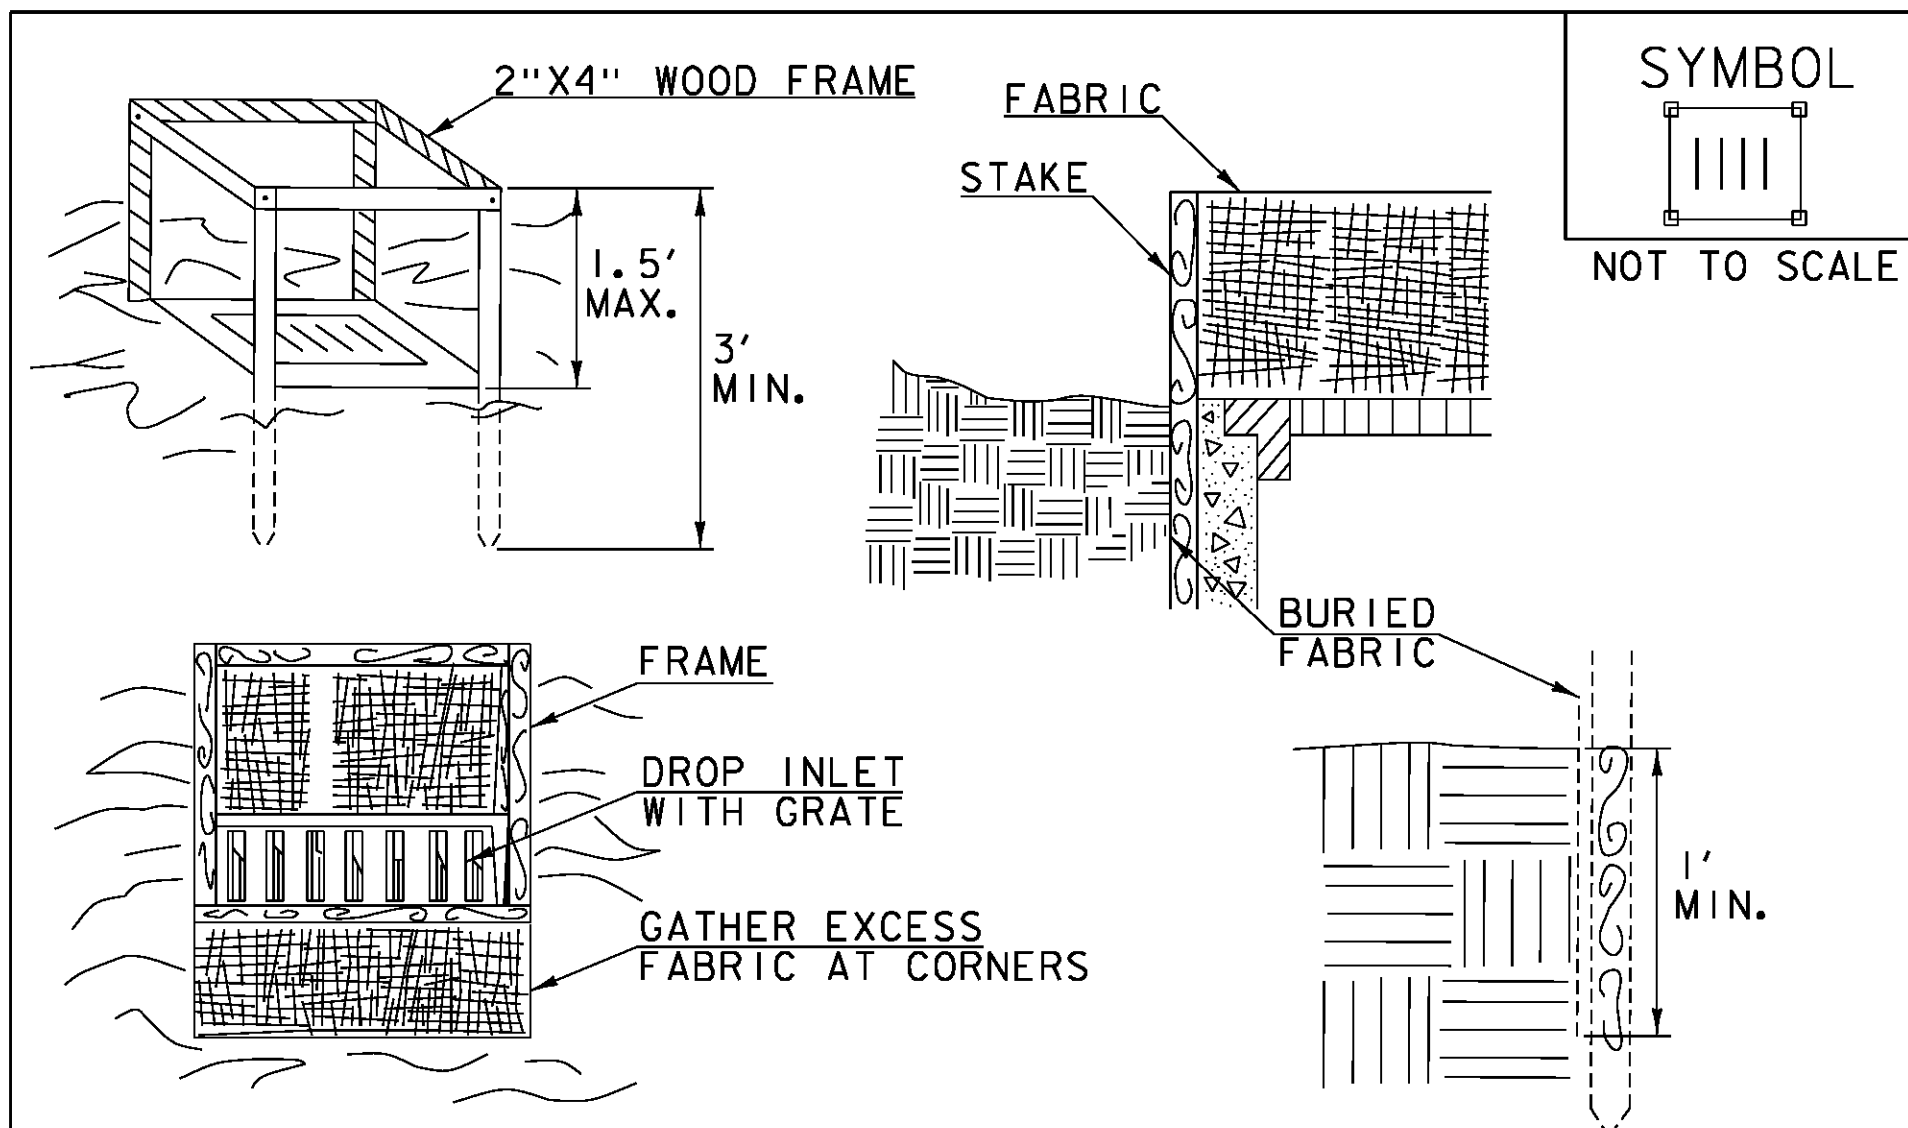 2"X4" WOOD FRAME
1.5'
MAX.
3'
MIN.
FABRIC
STAKE
SYMBOL
NOT TO SCALE
BURIED
FABRIC
FRAME
DROP INLET
WITH GRATE
GATHER EXCESS
FABRIC AT CORNERS
1'
MIN.